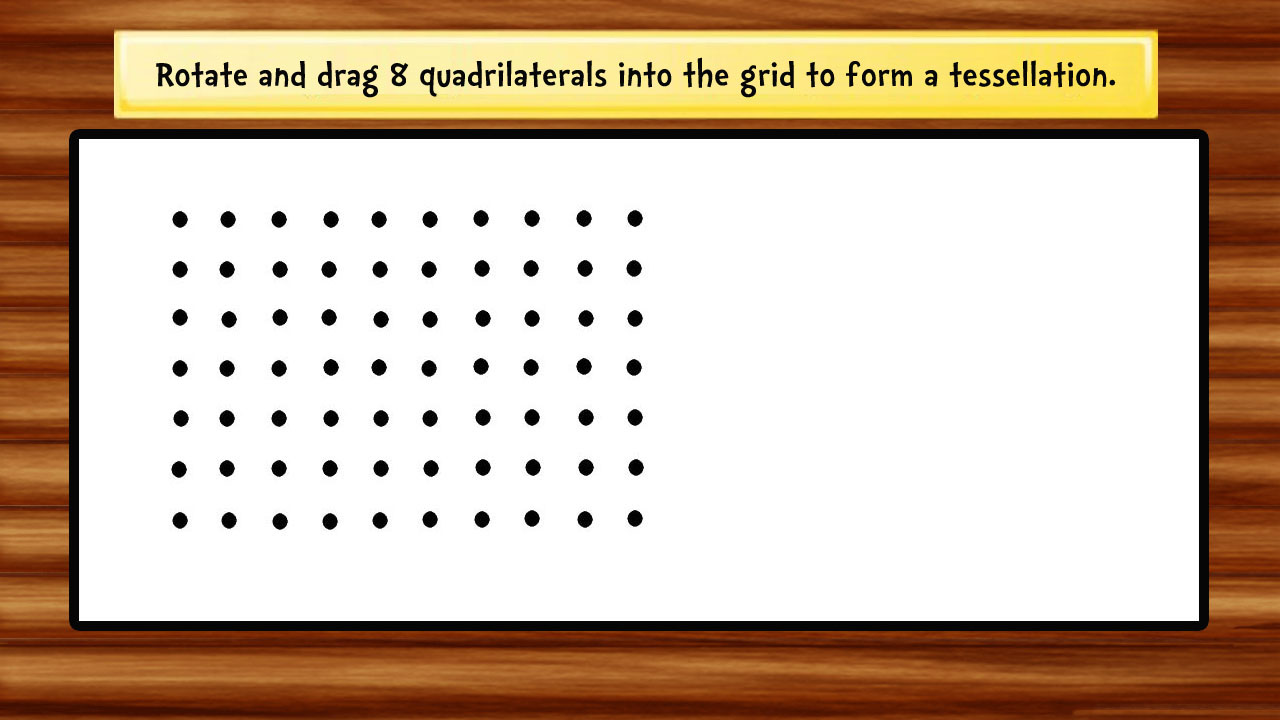 Rotate and drag 8 quadrilaterals into the grid to form a tessellation.